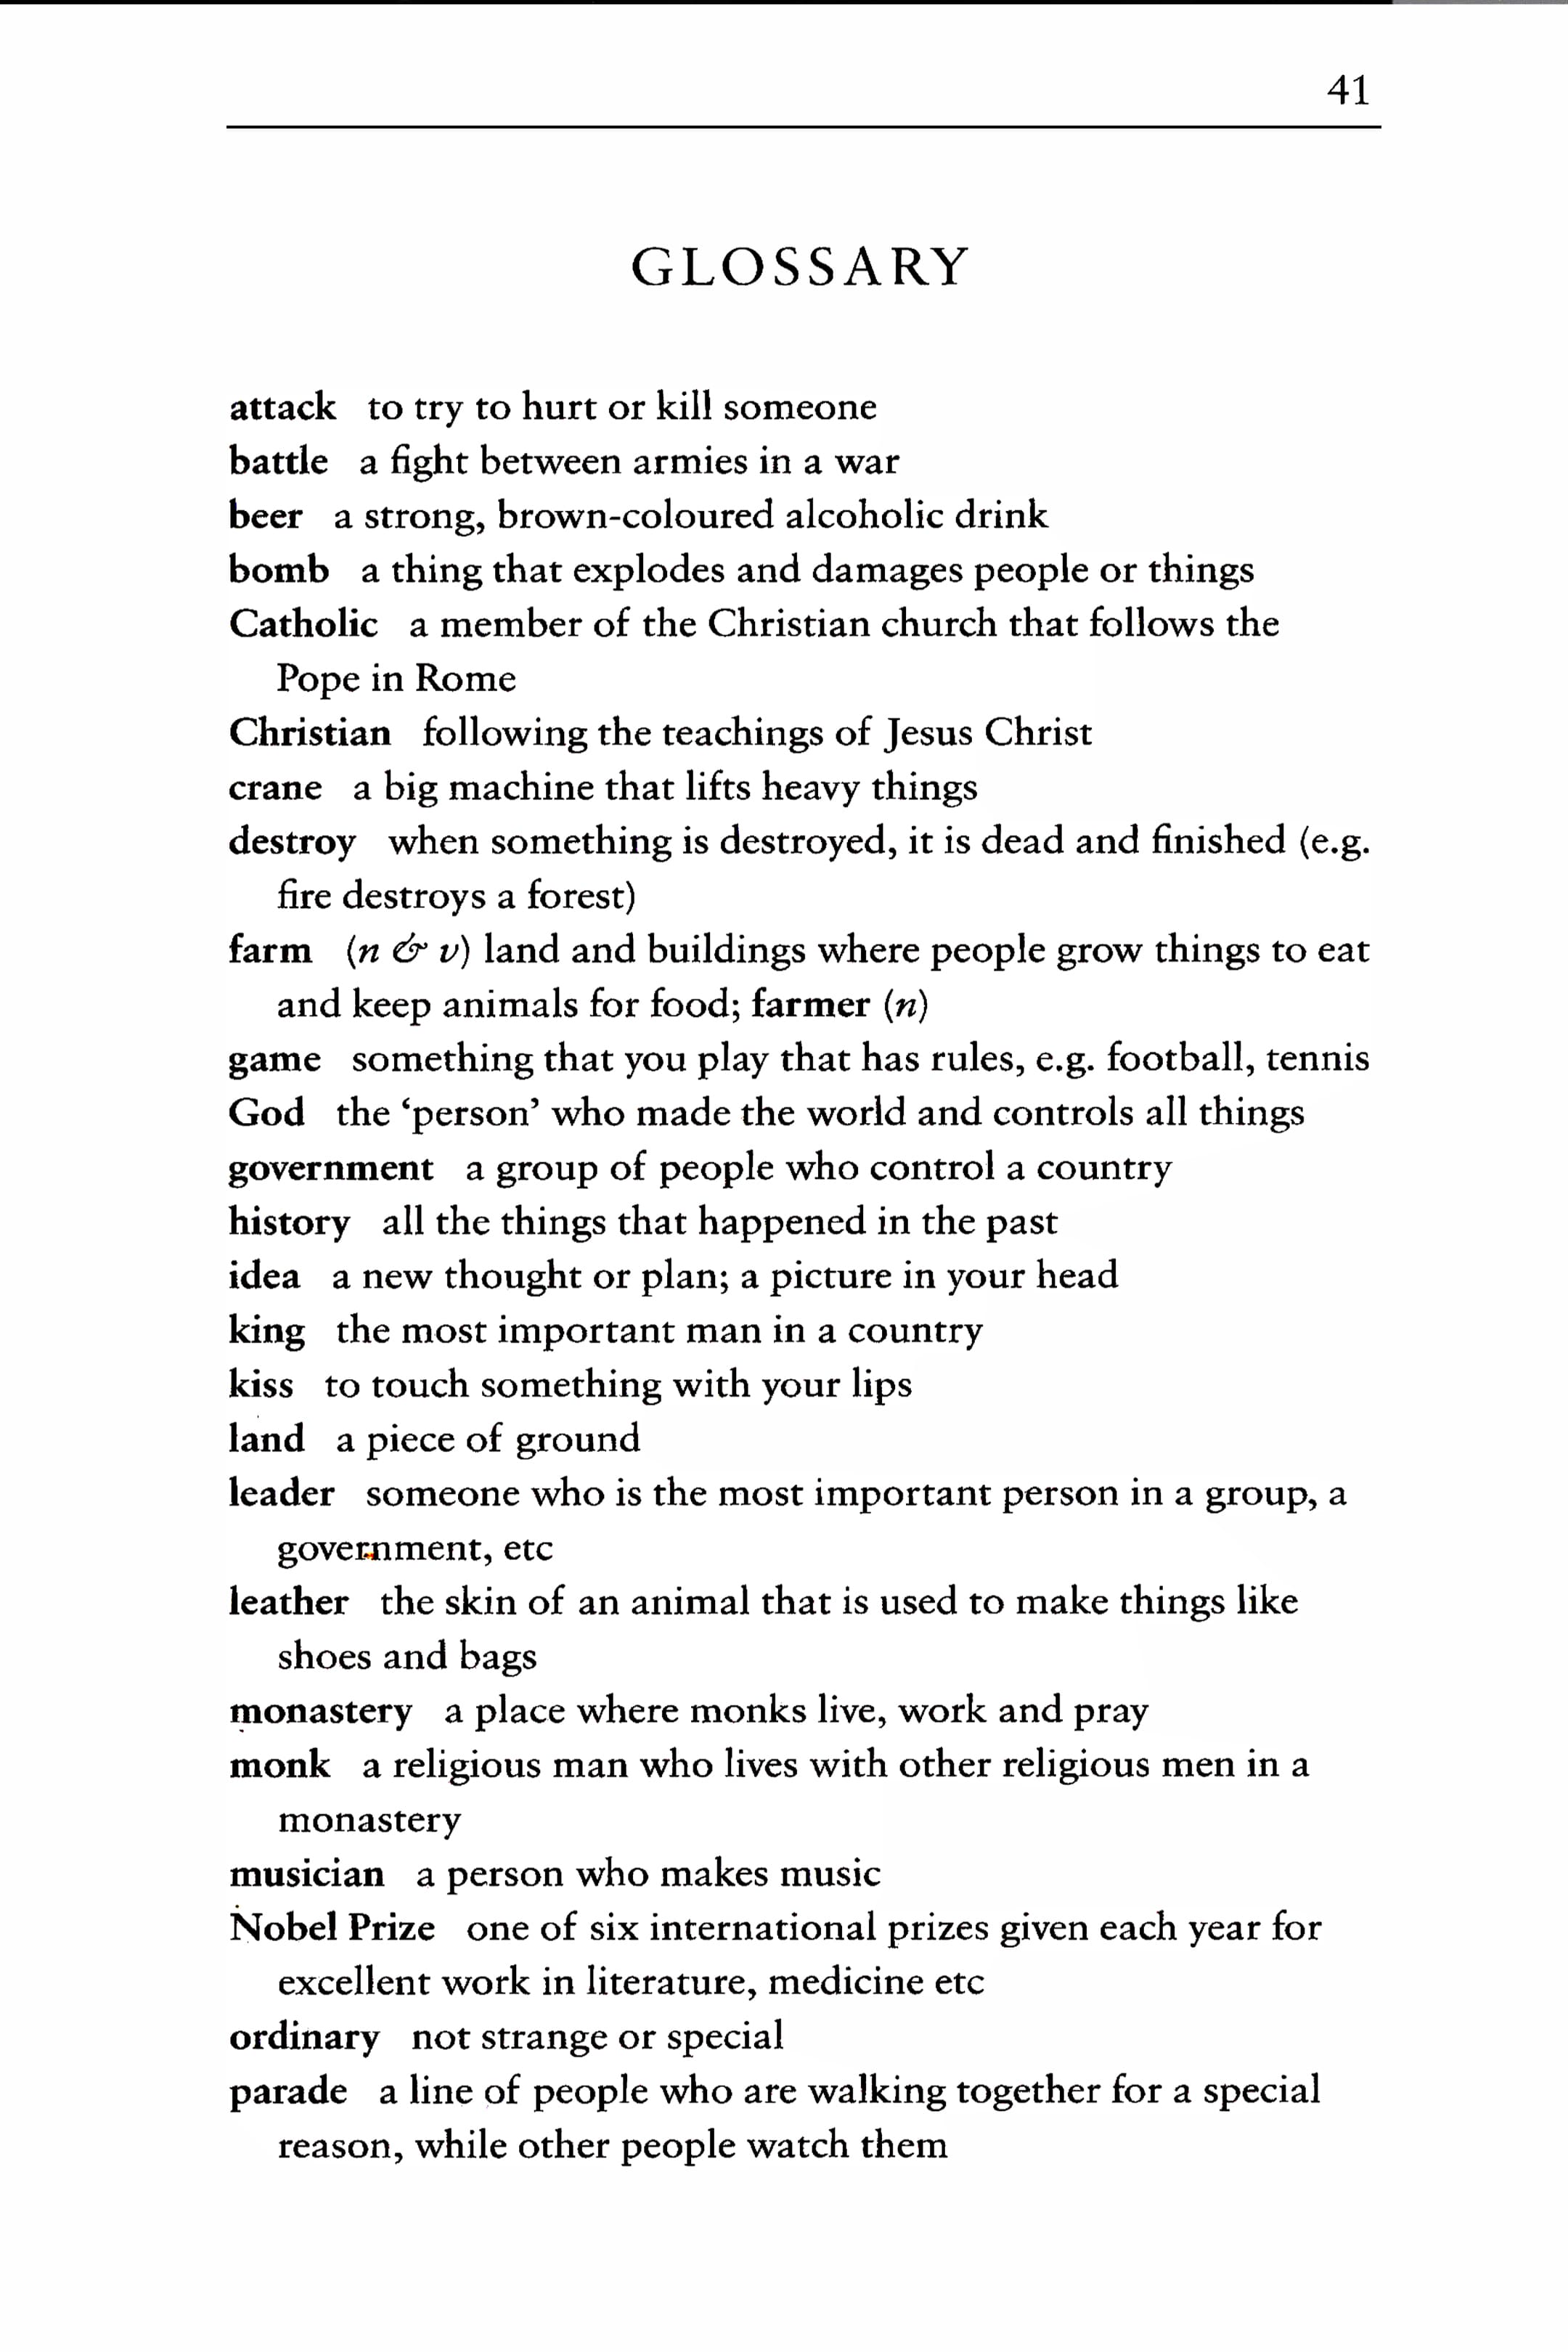 41
GLOSSARY
attack to try to hurt or kill someone
battle a fight between armies in a war
beer a strong, brown-coloured alcoholic drink
bomb a thing that explodes and damages people or things
Catholic a member of the Christian church that follows the
Pope in Rome
Christian following the teachings of Jesus Christ
crane a big machine that lifts heavy things
destroy when something is destroyed, it is dead and finished (e.g.
fire destroys a forest)
farm (n & v) land and buildings where people grow things to eat
and keep animals for food; farmer (n)
game something that you play that has rules, e.g. football, tennis
God the ‘person’ who made the world and controls all things
government a group of people who control a country
history all the things that happened in the past
idea a new thought or plan; a picture in your head
king the most important man in a country
kiss to touch something with your lips
land a piece of ground
leader someone who is the most important person in a group, a
government, etc
leather the skin of an animal that is used to make things like
shoes and bags
monastery a place where monks live, work and pray
monk a religious man who lives with other religious men in a
monastery
musician a person who makes music
Nobel Prize one of six international prizes given each year for
excellent work in literature, medicine etc
ordinary not strange or special
parade a line of people who are walking together for a special
reason, while other people watch them